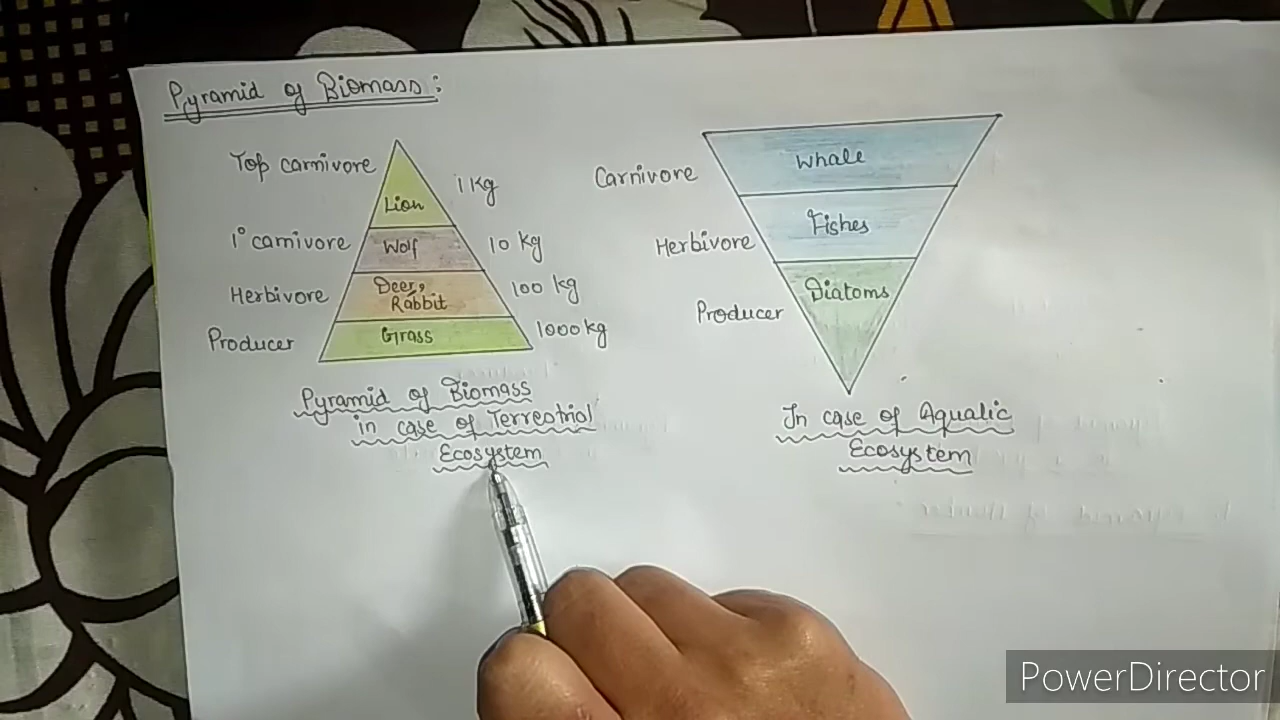 Pyramid of Biomass:
Top carnivore
Lion
1 Kg
1° carnivore
Wolf
10 kg
Herbivore
Deer,
Rabbit
100 kg
Producer
Grass
1000 kg
Pyramid of Biomass
in case of Terrestrial
Ecosystem
Carnivore
Whale
Herbivore
Fishes
Producer
Diatoms
In case of Aquatic
Ecosystem
PowerDirector